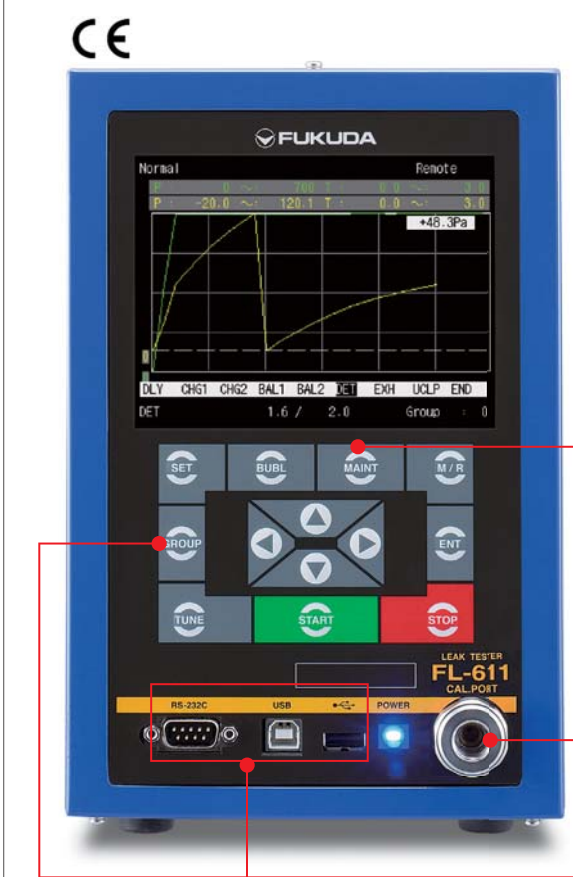 CE
FUKUDA
Normal Remote
P : 0 ~: 700 T : 0.0 ~: 3.0
P : -20.0 ~: 120.1 T : 0.0 ~: 3.0
+48.3Pa
DLY CHG1 CHG2 BAL1 BAL2 DET EXH UCLP END
DET 1.6 / 2.0 Group : 0
SET BUBL MAINT M/R
GROUP ENT
TUNE START STOP
LEAK TESTER
FL-611
CAL.PORT
RS-232C USB POWER